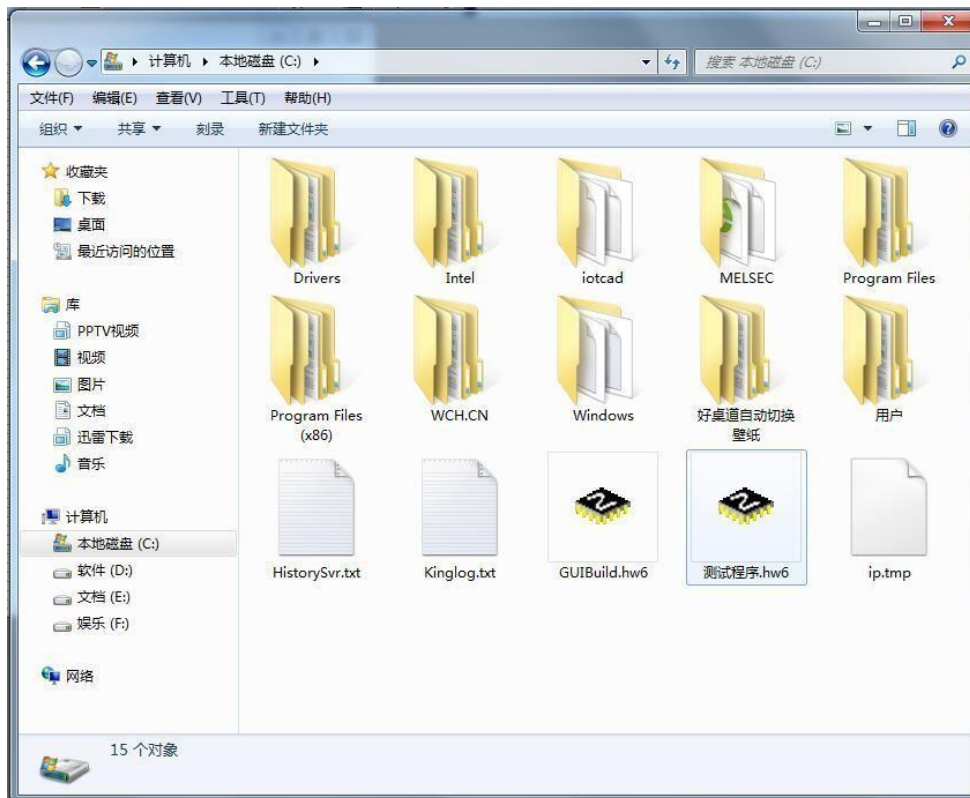 计算机 本地磁盘 (C:)
搜索 本地磁盘 (C:)
文件(F) 编辑(E) 查看(V) 工具(T) 帮助(H)
组织 共享 刻录 新建文件夹
收藏夹
下载
桌面
最近访问的位置
库
PPTV视频
视频
图片
文档
迅雷下载
音乐
计算机
本地磁盘 (C:)
软件 (D:)
文档 (E:)
娱乐 (F:)
网络
Drivers Intel iotcad MELSEC Program Files
Program Files WCH.CN Windows 好桌道自动切换 用户
(x86) 壁纸
HistorySvr.txt Kinglog.txt GUIBuild.hw6 测试程序.hw6 ip.tmp
15 个对象